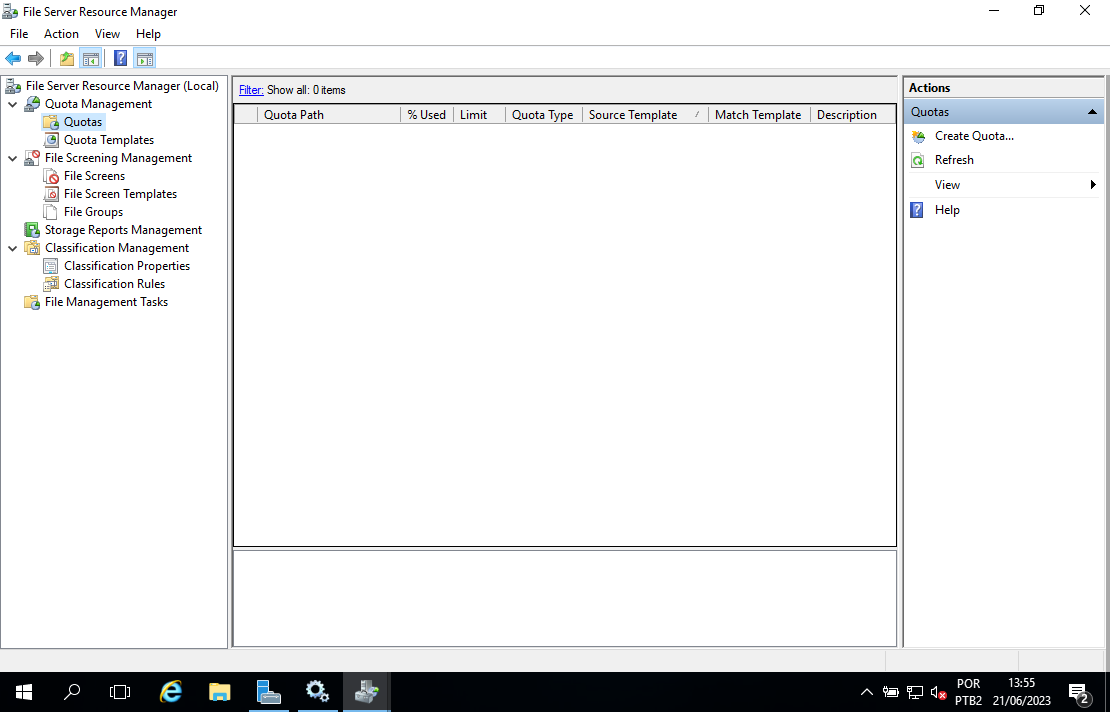 File Server Resource Manager
File Action View Help
File Server Resource Manager (Local)
Quota Management
Quotas
Quota Templates
File Screening Management
File Screens
File Screen Templates
File Groups
Storage Reports Management
Classification Management
Classification Properties
Classification Rules
File Management Tasks
Filter: Show all: 0 items
Quota Path % Used Limit Quota Type Source Template Match Template Description
Actions
Quotas
Create Quota...
Refresh
View
Help
POR
PTB2
13:55
21/06/2023
2